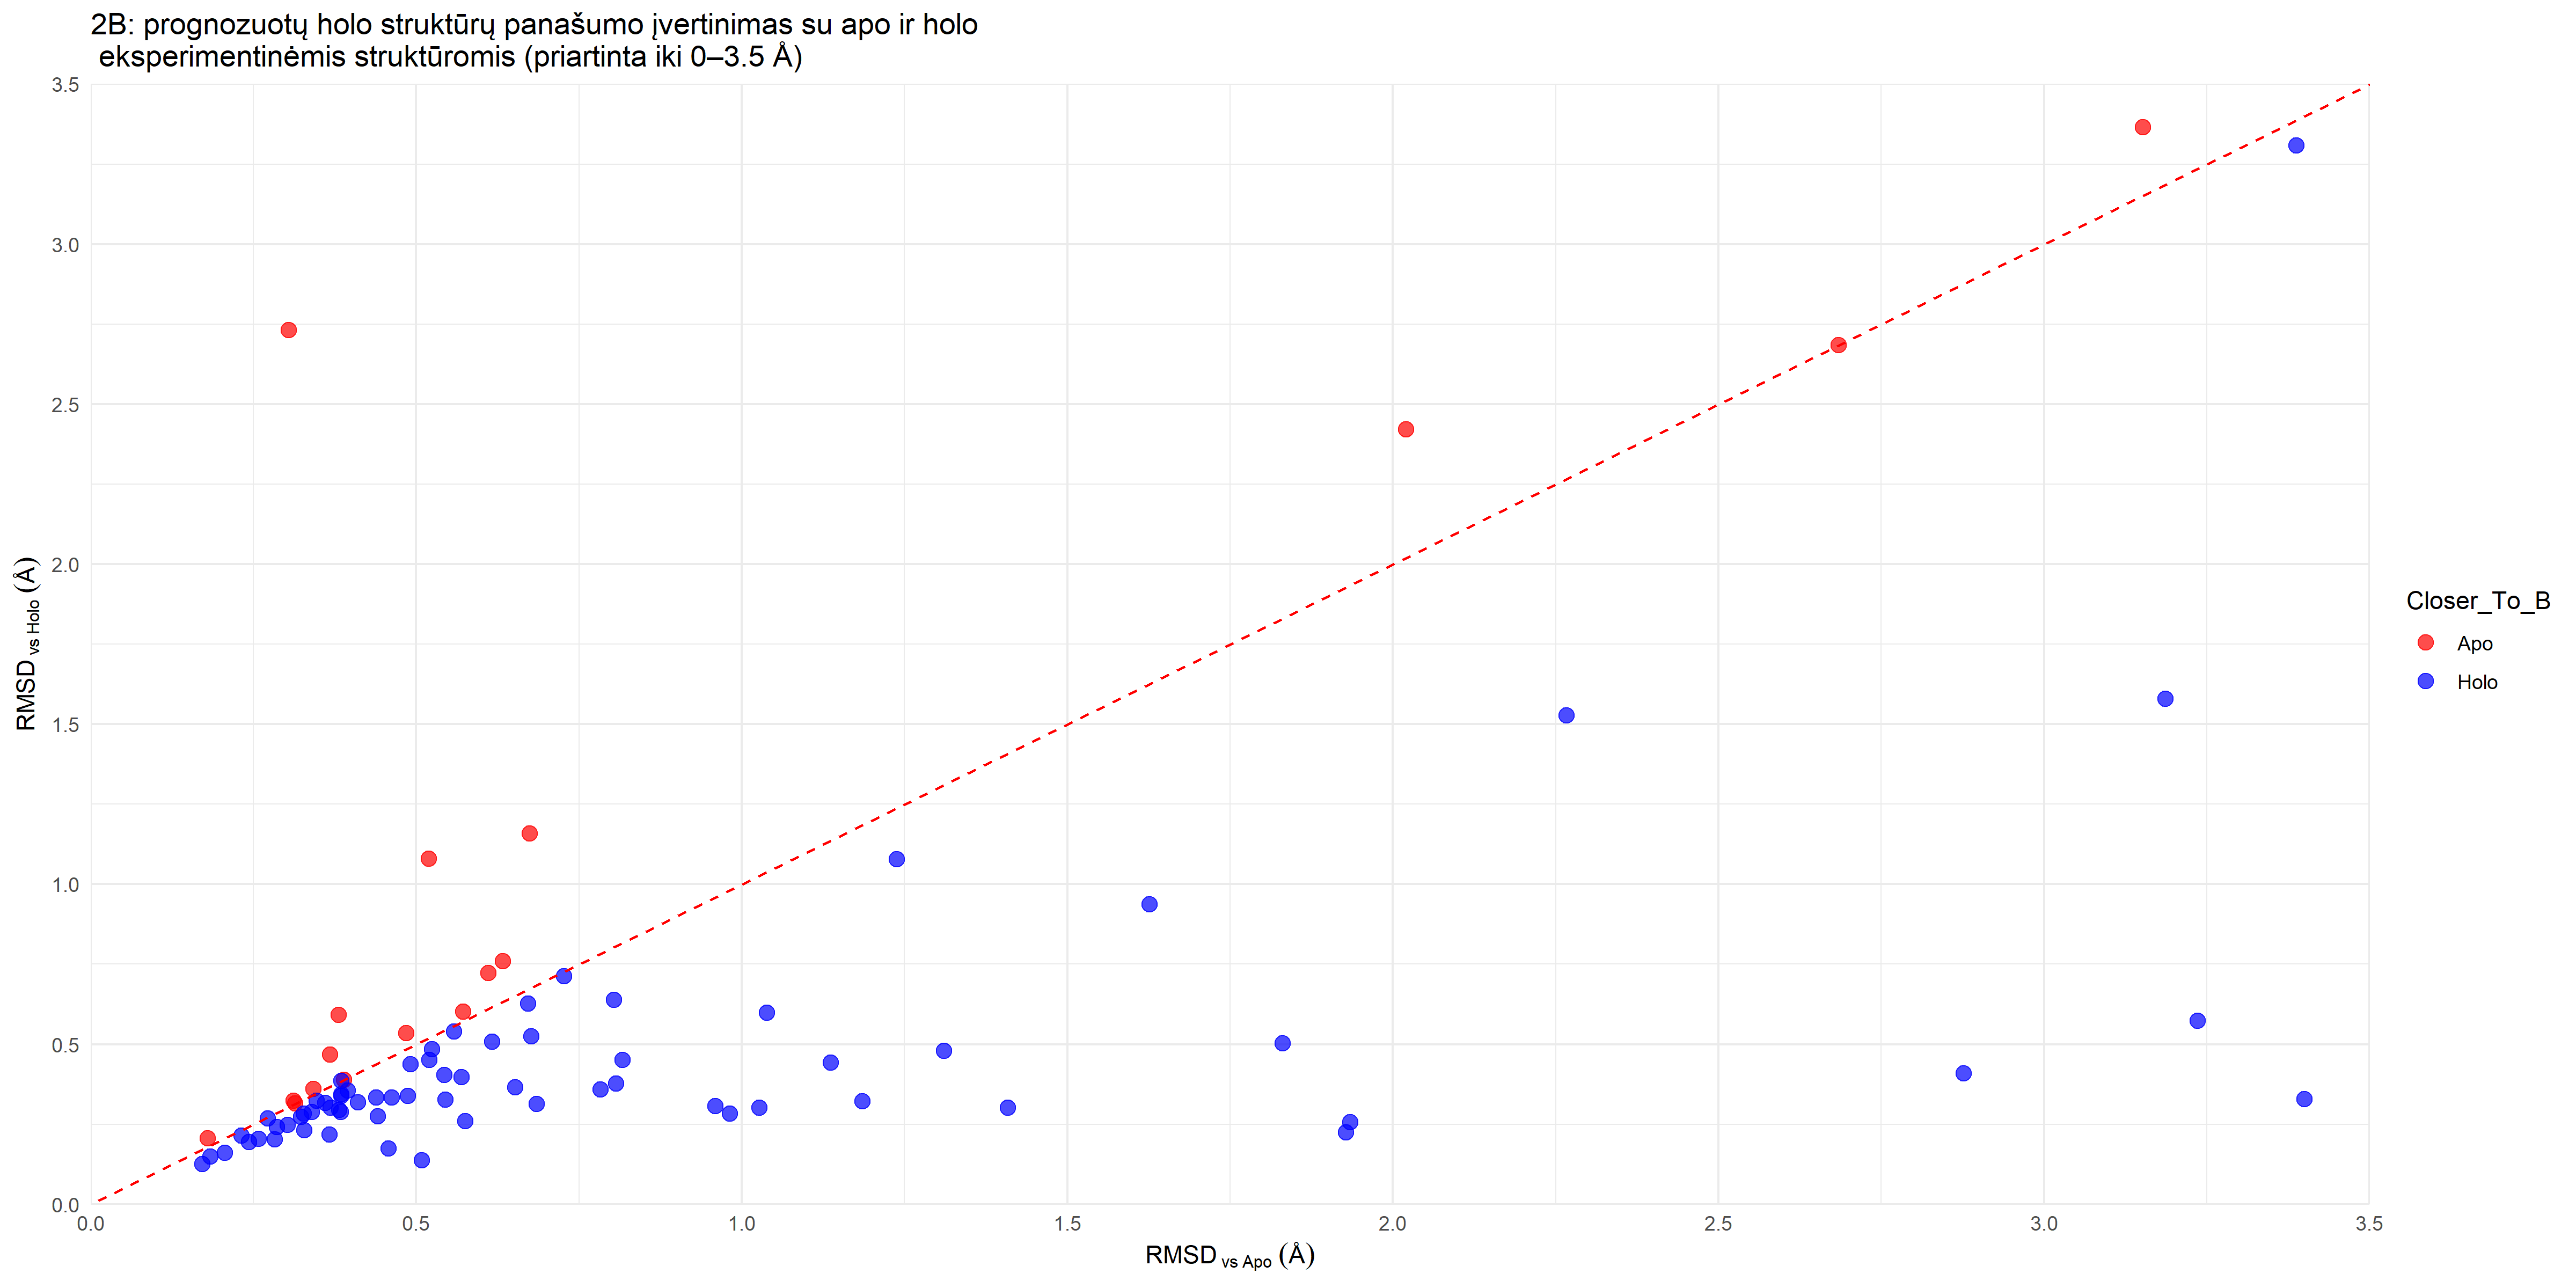 2B: prognozuotų holo struktūrų panašumo įvertinimas su apo ir holo
eksperimentinėmis struktūromis (priartinta iki 0–3.5 Å)
3.5
3.0
2.5
2.0
1.5
1.0
0.5
0.0
RMSD vs Holo (Å)
0.0 0.5 1.0 1.5 2.0 2.5 3.0 3.5
RMSD vs Apo (Å)
Closer_To_B
Apo
Holo